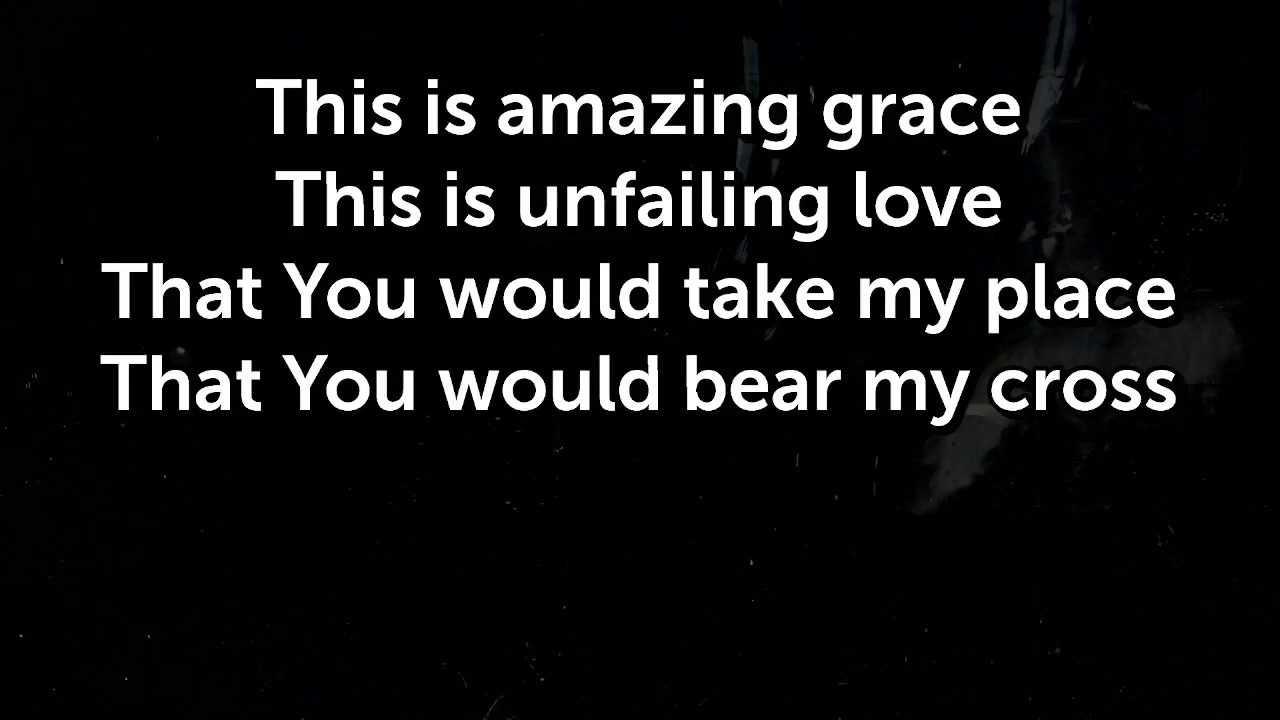 This is amazing grace
This is unfailing love
That You would take my place
That You would bear my cross